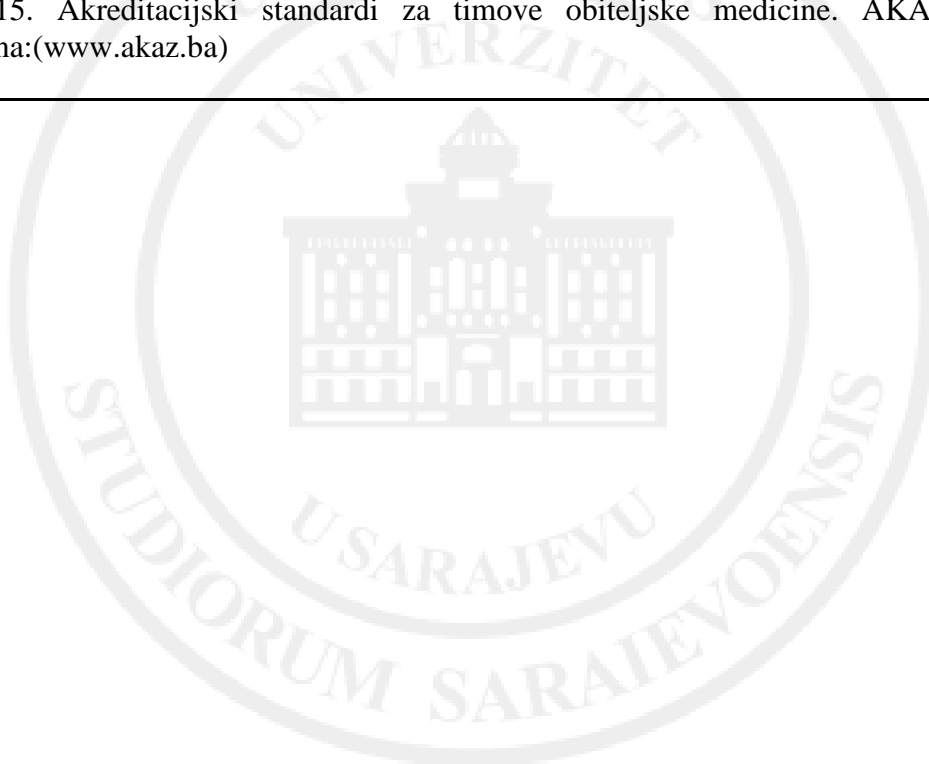 15. Akreditacijski standardi za timove obiteljske medicine. AKA
na:(www.akaz.ba)
UNIVERZITET
U SARAJEVU
STUDIORUM SARAIEVOENSIS